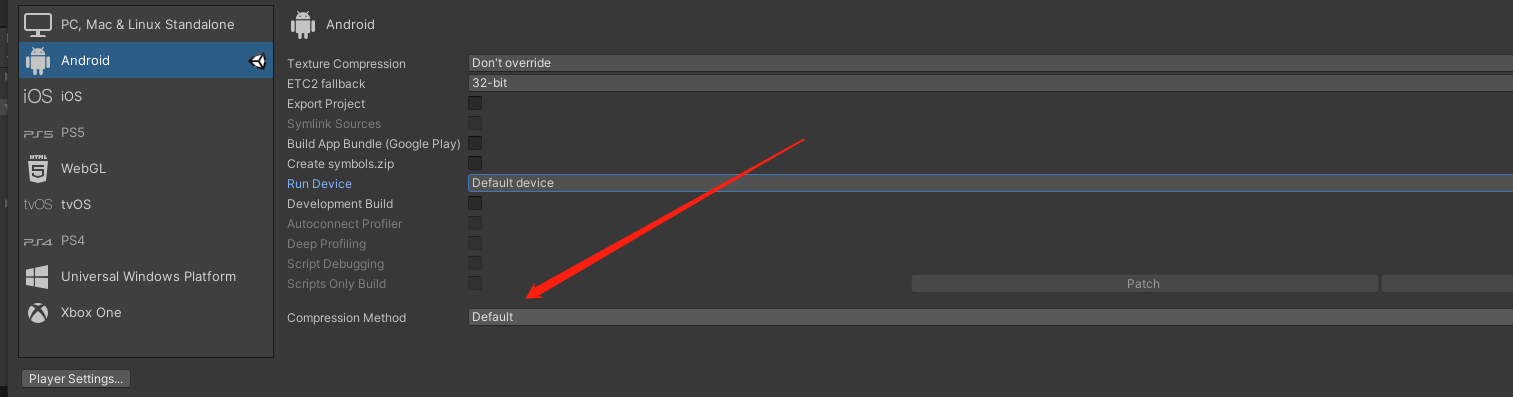 PC, Mac & Linux Standalone
Android
iOS iOS
PS5 PS5
HTML 5 WebGL
tvOS tvOS
PS4 PS4
Universal Windows Platform
Xbox One
Player Settings...
Android
Texture Compression Don't override
ETC2 fallback 32-bit
Export Project
Symlink Sources
Build App Bundle (Google Play)
Create symbols.zip
Run Device Default device
Development Build
Autoconnect Profiler
Deep Profiling
Script Debugging
Scripts Only Build Patch
Compression Method Default